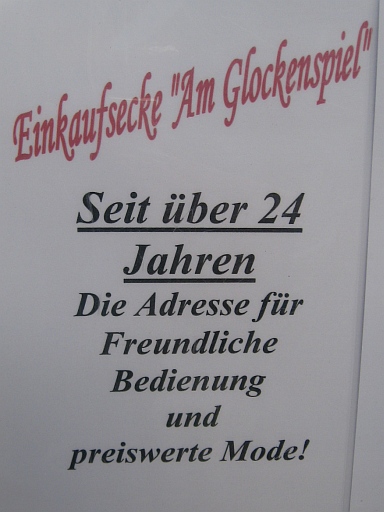 Einkaufsecke "Am Glockenspiel"
Seit über 24
Jahren
Die Adresse für
Freundliche
Bedienung
und
preiswerte Mode!